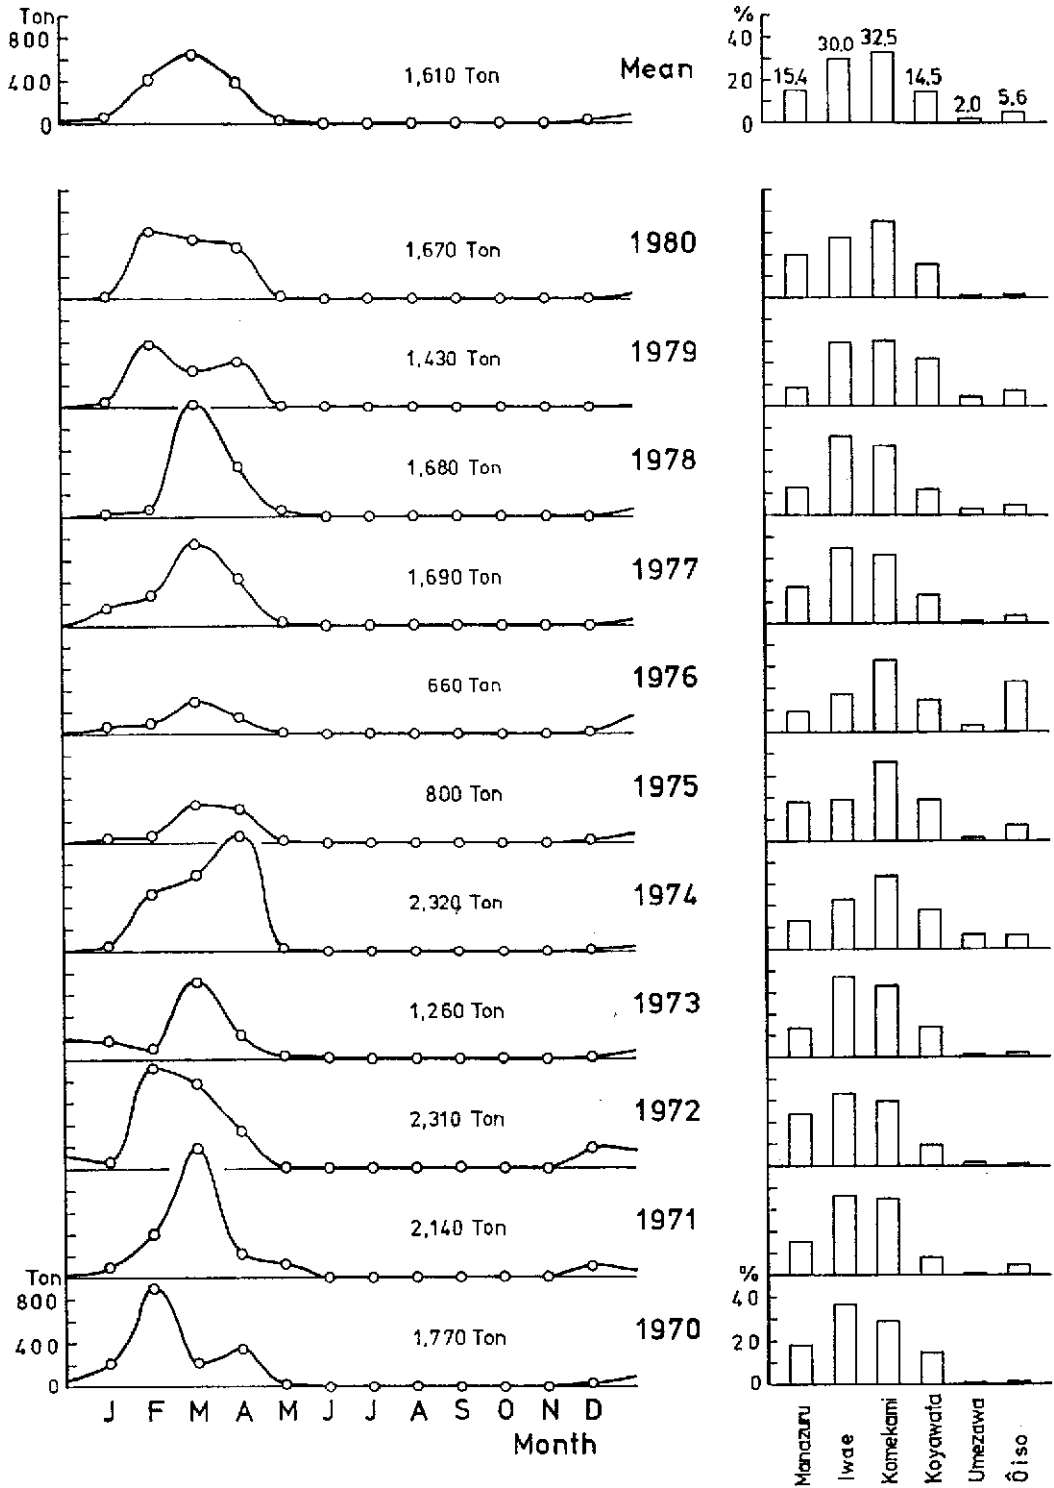 Ton
800
400
0
1,610 Ton
Mean
%
40
20
0
15.4
30.0
32.5
14.5
2.0
5.6
1,670 Ton
1980
1,430 Ton
1979
1,680 Ton
1978
1,690 Ton
1977
660 Ton
1976
800 Ton
1975
2,320 Ton
1974
1,260 Ton
1973
2,310 Ton
1972
2,140 Ton
1971
Ton
800
400
0
1,770 Ton
1970
%
40
20
0
J F M A M J J A S O N D
Month
Manazuru
Iwae
Komekami
Koyawata
Umezawa
Ôiso